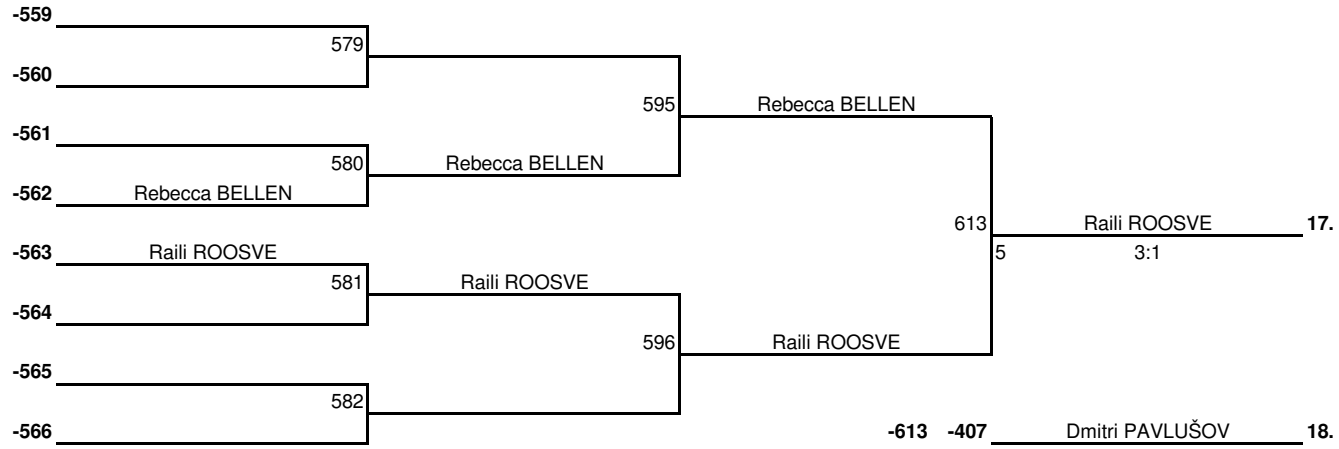 -559
579
-560
595 Rebecca BELLEN
-561
580 Rebecca BELLEN
-562 Rebecca BELLEN
613 Raili ROOSVE 17.
-563 Raili ROOSVE
5 3:1
581 Raili ROOSVE
-564
596 Raili ROOSVE
-565
582
-566
-613 -407 Dmitri PAVLUŠOV 18.